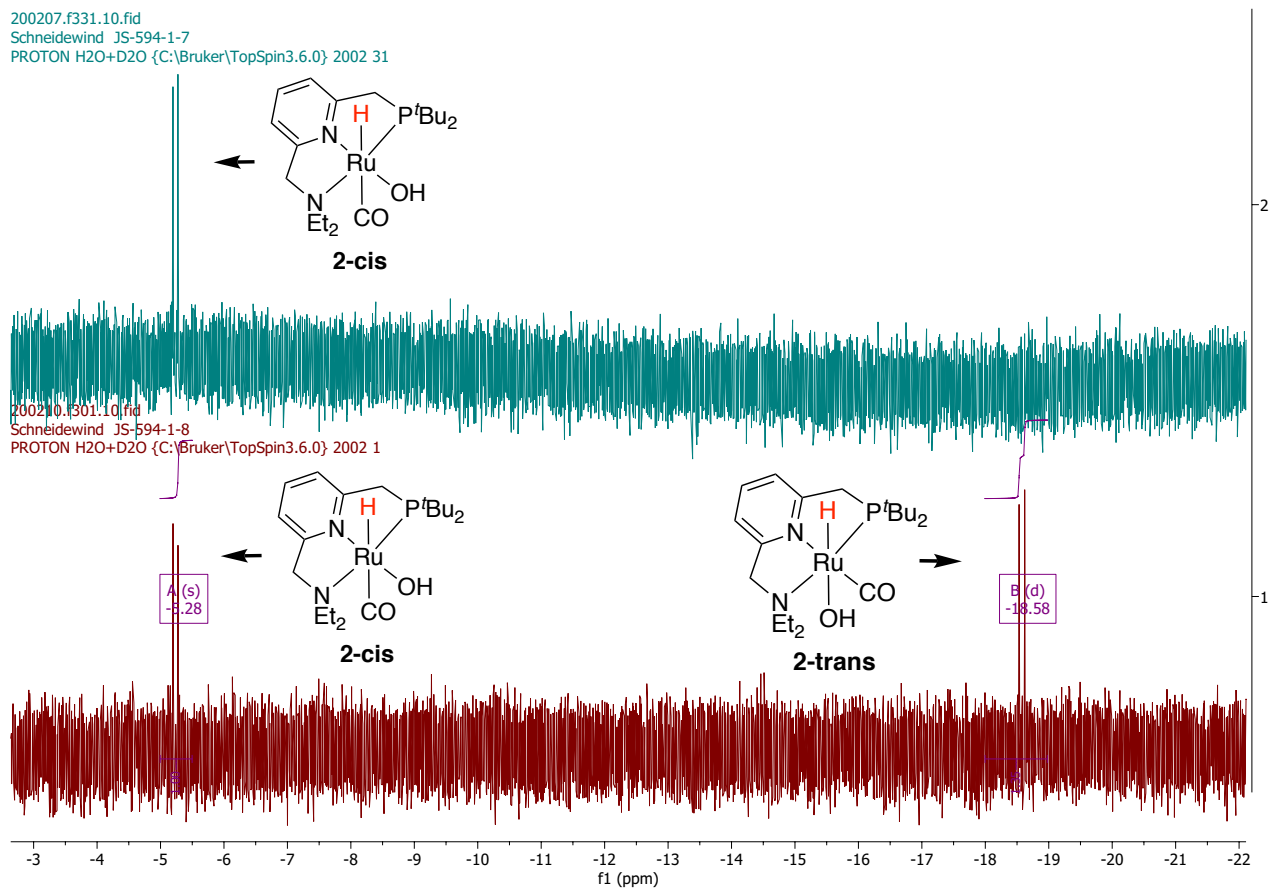 200207.f331.10.fid
Schneidewind JS-594-1-7
PROTON H2O+D2O {C:\Bruker\TopSpin3.6.0} 2002 31
H
PᵗBu₂
N
Ru
OH
N
Et₂
CO
2-cis
2
200210.f301.10.fid
Schneidewind JS-594-1-8
PROTON H2O+D2O {C:\Bruker\TopSpin3.6.0} 2002 1
H
PᵗBu₂
N
Ru
OH
N
Et₂
CO
2-cis
H
PᵗBu₂
N
Ru
CO
N
Et₂
OH
2-trans
A (s)
-5.28
B (d)
-18.58
1
-3 -4 -5 -6 -7 -8 -9 -10 -11 -12 -13 -14 -15 -16 -17 -18 -19 -20 -21 -22
f1 (ppm)